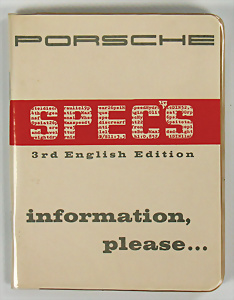 PORSCHE
SPEC'S
3rd English Edition
information,
please...